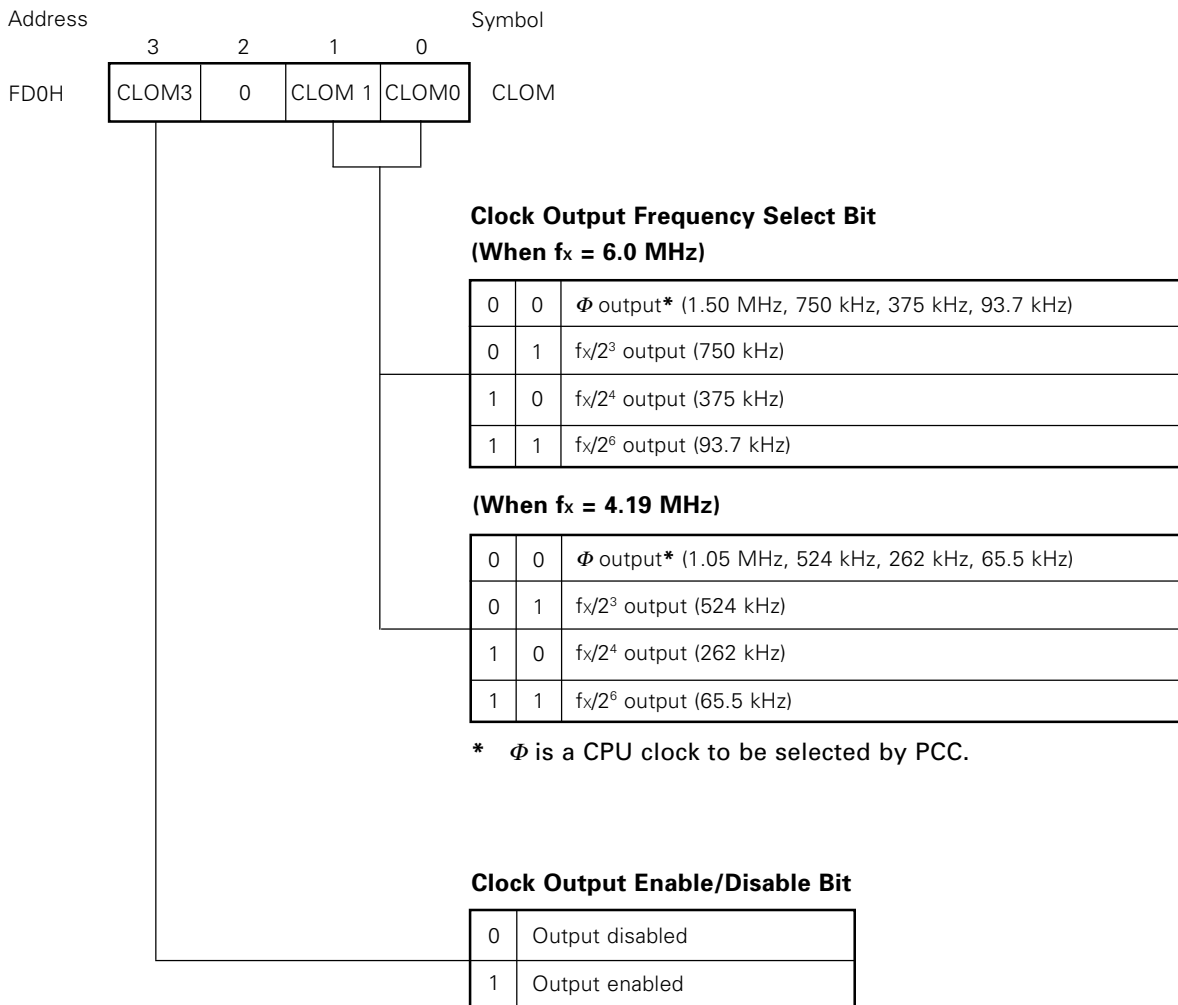 Address Symbol
3 2 1 0
FD0H CLOM3 0 CLOM 1 CLOM0 CLOM
Clock Output Frequency Select Bit
(When fx = 6.0 MHz)
0 0 Φ output* (1.50 MHz, 750 kHz, 375 kHz, 93.7 kHz)
0 1 fx/2³ output (750 kHz)
1 0 fx/2⁴ output (375 kHz)
1 1 fx/2⁶ output (93.7 kHz)
(When fx = 4.19 MHz)
0 0 Φ output* (1.05 MHz, 524 kHz, 262 kHz, 65.5 kHz)
0 1 fx/2³ output (524 kHz)
1 0 fx/2⁴ output (262 kHz)
1 1 fx/2⁶ output (65.5 kHz)
* Φ is a CPU clock to be selected by PCC.
Clock Output Enable/Disable Bit
0 Output disabled
1 Output enabled